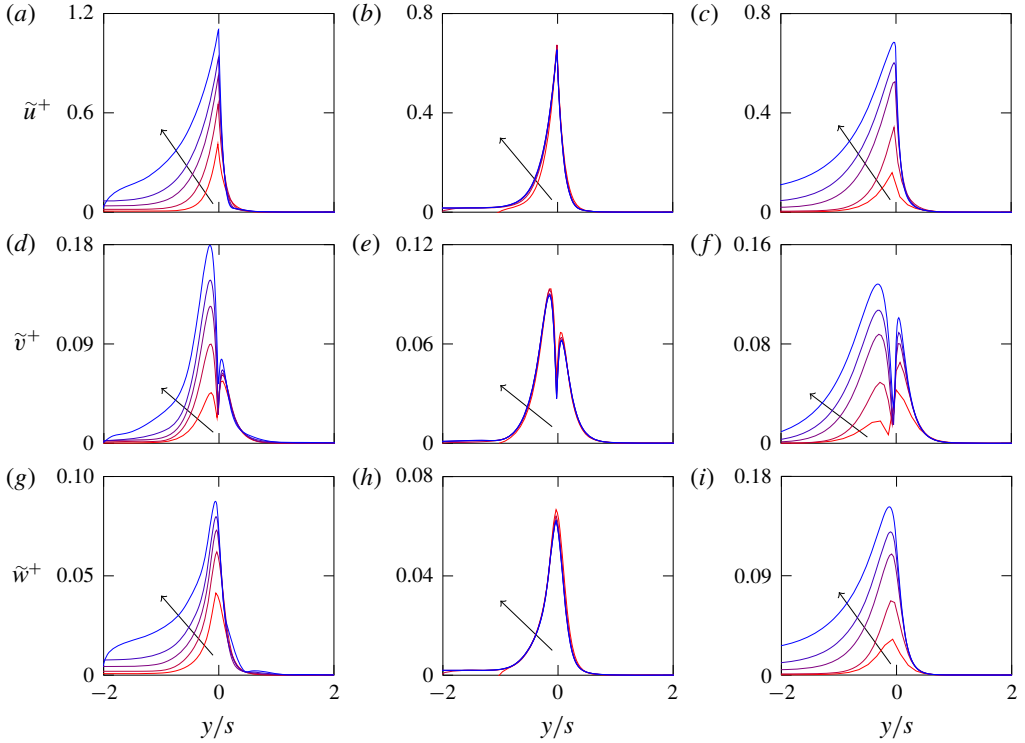 (a) (b) (c)
1.2 0.8 0.8
ũ⁺ 0.6 0.4 0.4
0 0 0
(d) (e) (f)
0.18 0.12 0.16
ṽ⁺ 0.09 0.06 0.08
0 0 0
(g) (h) (i)
0.10 0.08 0.18
w̃⁺ 0.05 0.04 0.09
0 0 0
−2 0 2 −2 0 2 −2 0 2
y/s y/s y/s